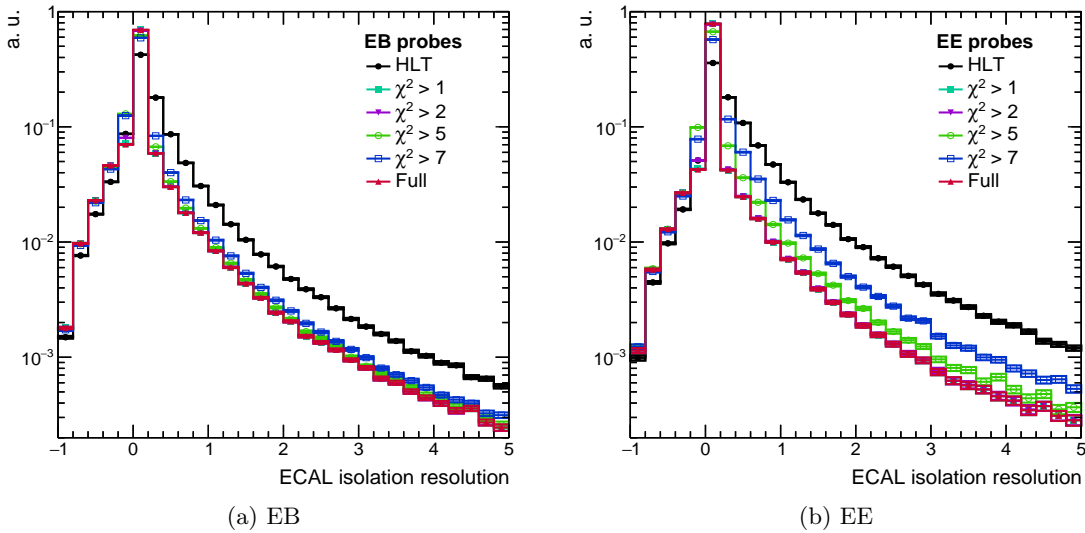 a. u.
1
10⁻¹
10⁻²
10⁻³
EB probes
HLT
χ² > 1
χ² > 2
χ² > 5
χ² > 7
Full
−1 0 1 2 3 4 5
ECAL isolation resolution
(a) EB
a. u.
1
10⁻¹
10⁻²
10⁻³
EE probes
HLT
χ² > 1
χ² > 2
χ² > 5
χ² > 7
Full
−1 0 1 2 3 4 5
ECAL isolation resolution
(b) EE